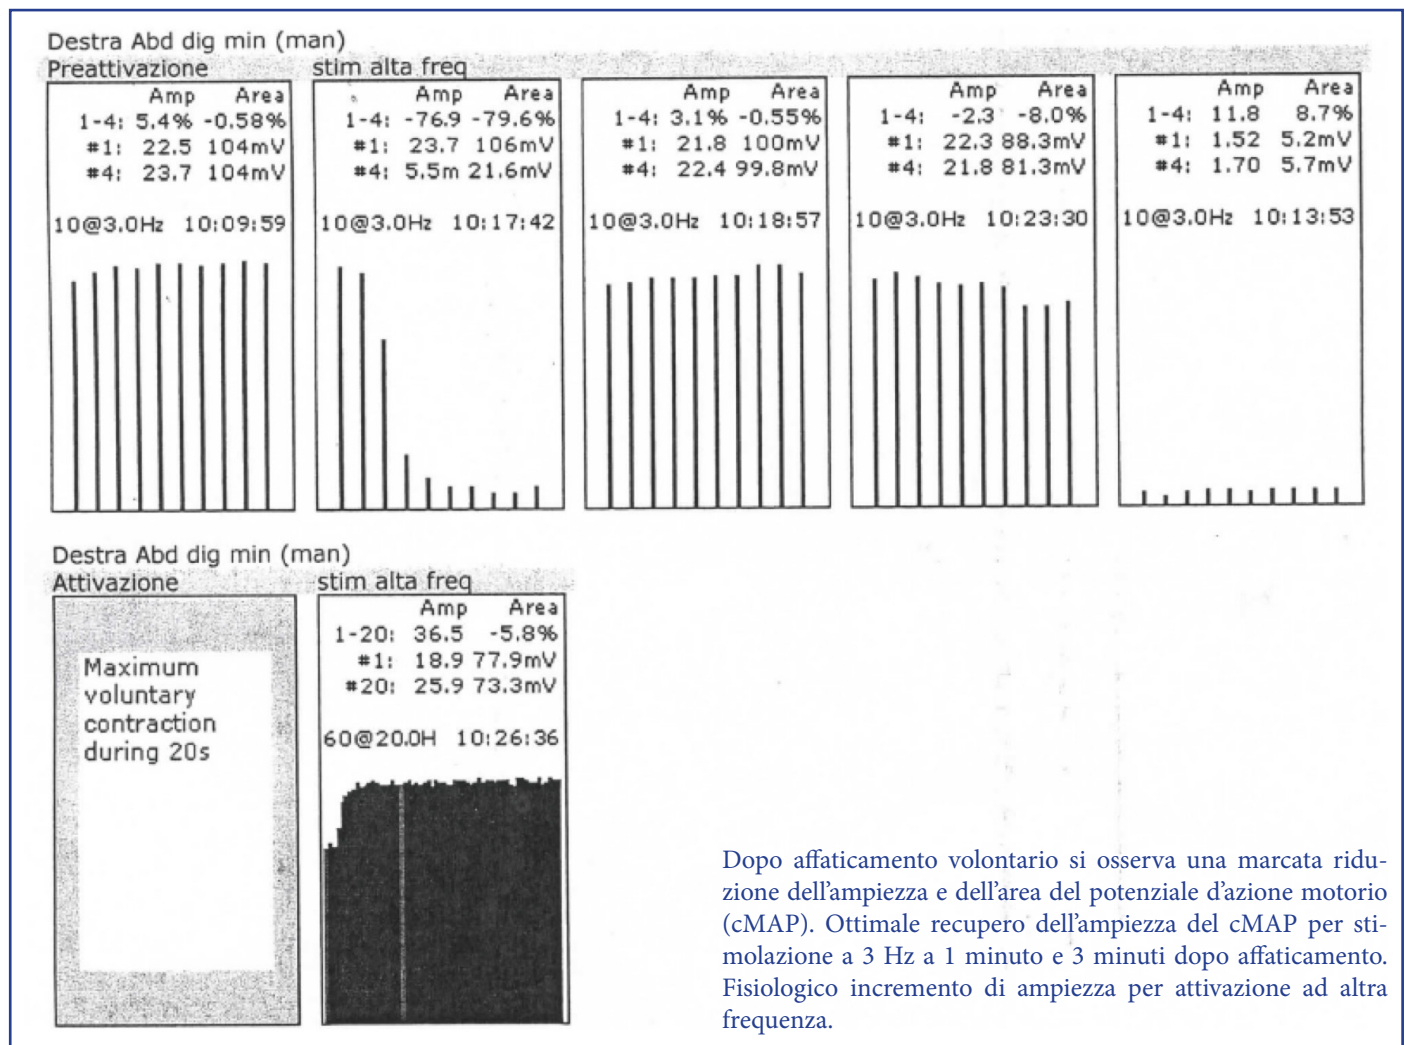 Destra Abd dig min (man)
Preattivazione
stim alta freq
Amp Area
1-4: 5.4% -0.58%
#1: 22.5 104mV
#4: 23.7 104mV
10@3.0Hz 10:09:59
Amp Area
1-4: -76.9 -79.6%
#1: 23.7 106mV
#4: 5.5m 21.6mV
10@3.0Hz 10:17:42
Amp Area
1-4: 3.1% -0.55%
#1: 21.8 100mV
#4: 22.4 99.8mV
10@3.0Hz 10:18:57
Amp Area
1-4: -2.3 -8.0%
#1: 22.3 88.3mV
#4: 21.8 81.3mV
10@3.0Hz 10:23:30
Amp Area
1-4: 11.8 8.7%
#1: 1.52 5.2mV
#4: 1.70 5.7mV
10@3.0Hz 10:13:53
Destra Abd dig min (man)
Attivazione
stim alta freq
Maximum
voluntary
contraction
during 20s
Amp Area
1-20: 36.5 -5.8%
#1: 18.9 77.9mV
#20: 25.9 73.3mV
60@20.0H 10:26:36
Dopo affaticamento volontario si osserva una marcata ridu-
zione dell'ampiezza e dell'area del potenziale d'azione motorio
(cMAP). Ottimale recupero dell'ampiezza del cMAP per sti-
molazione a 3 Hz a 1 minuto e 3 minuti dopo affaticamento.
Fisiologico incremento di ampiezza per attivazione ad altra
frequenza.